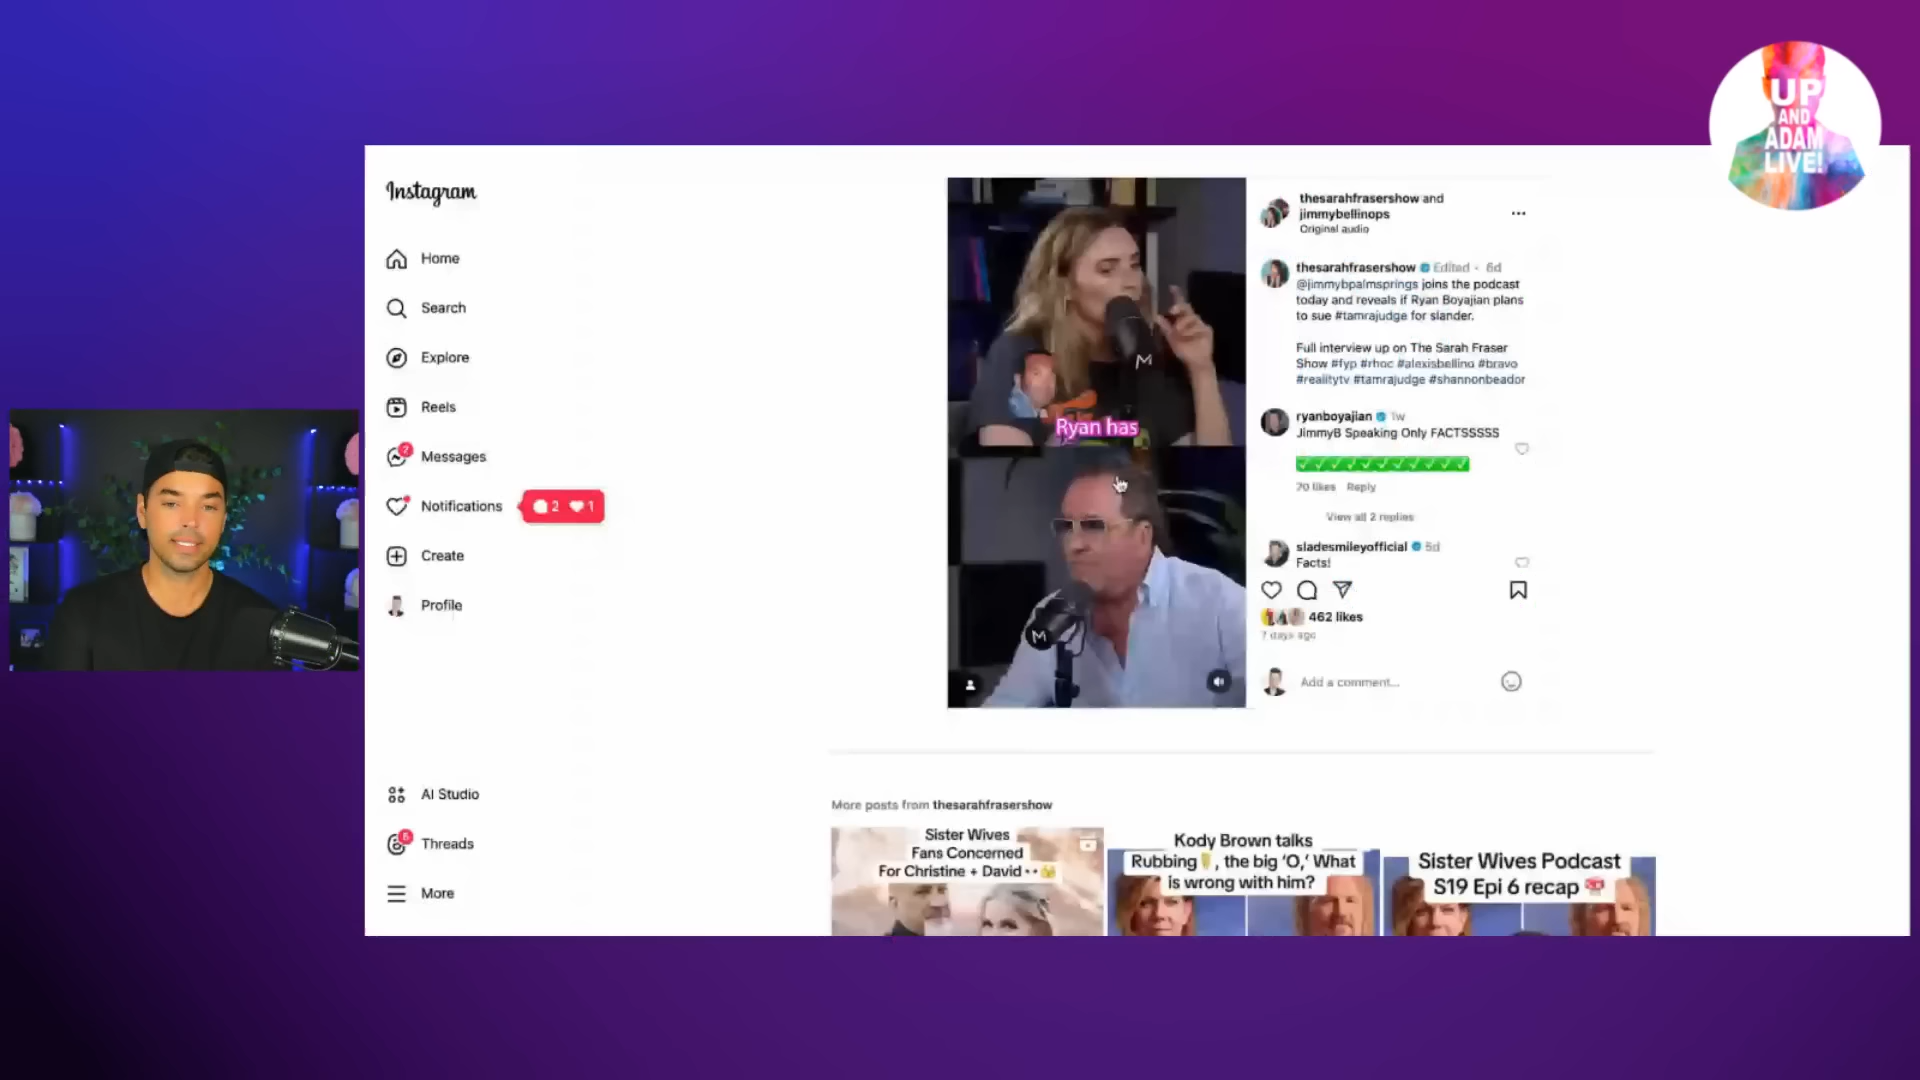 UP
AND
ADAM
LIVE!
Instagram
Home
Search
Explore
Reels
Messages
Notifications
2 1
Create
Profile
AI Studio
Threads
More
Ryan has
M
M
thesarahfrasershow and
jimmybellinops
Original audio
thesarahfrasershow Edited · 6d
@jimmybpalmsprings joins the podcast
today and reveals if Ryan Boyajian plans
to sue #tamrajudge for slander.
Full interview up on The Sarah Fraser
Show #fyp #rhoc #alexisbellino #bravo
#realitytv #tamrajudge #shannonbeador
ryanboyajian 1w
JimmyB Speaking Only FACTSSSSS
✅✅✅✅✅✅✅✅✅✅✅
70 likes Reply
View all 2 replies
sladesmileyofficial 5d
Facts!
462 likes
7 days ago
Add a comment...
More posts from thesarahfrasershow
Sister Wives
Fans Concerned
For Christine + David
Kody Brown talks
Rubbing, the big 'O,' What
is wrong with him?
Sister Wives Podcast
S19 Epi 6 recap